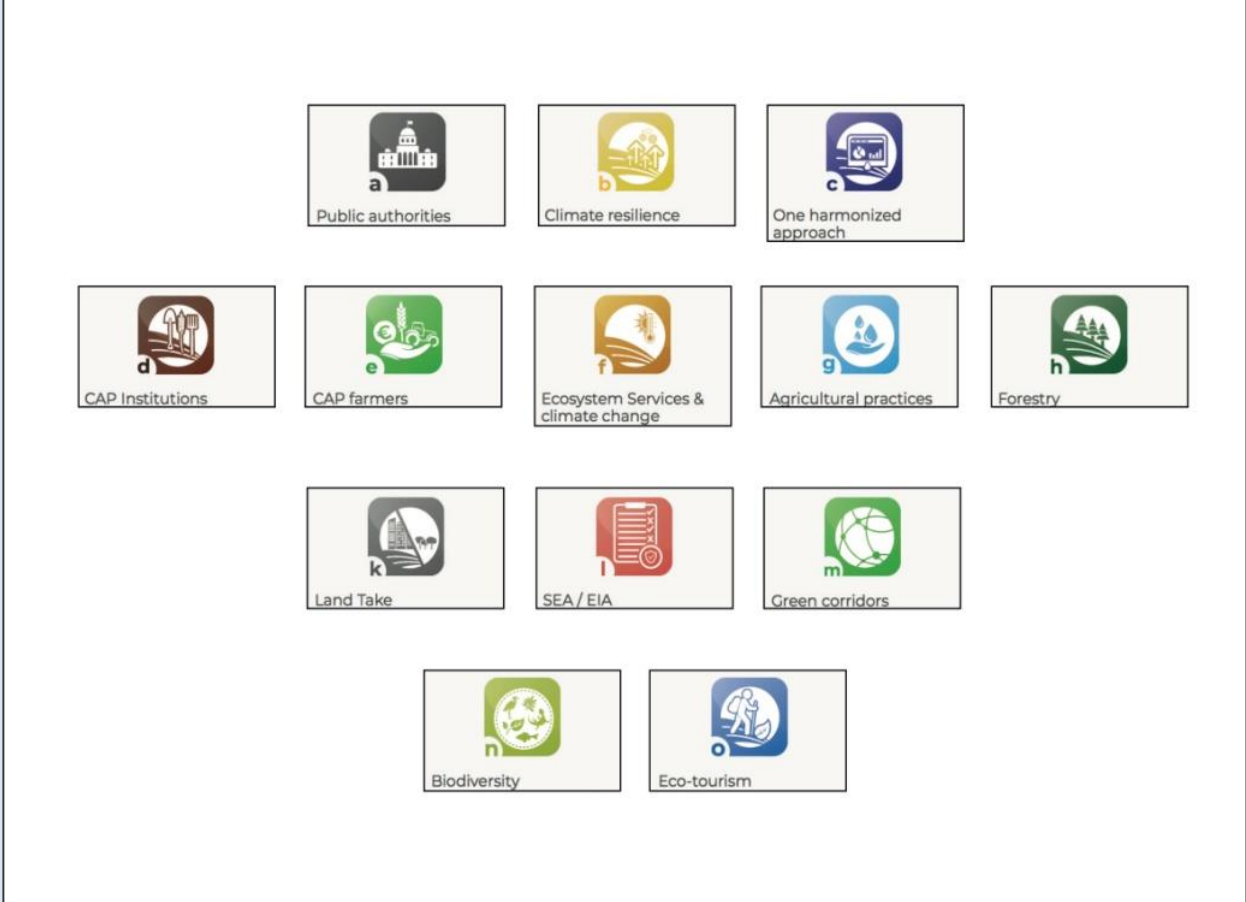 a
Public authorities
b
Climate resilience
c
One harmonized
approach
d
CAP Institutions
e
CAP farmers
f
Ecosystem Services &
climate change
g
Agricultural practices
h
Forestry
k
Land Take
l
SEA / EIA
m
Green corridors
n
Biodiversity
o
Eco-tourism